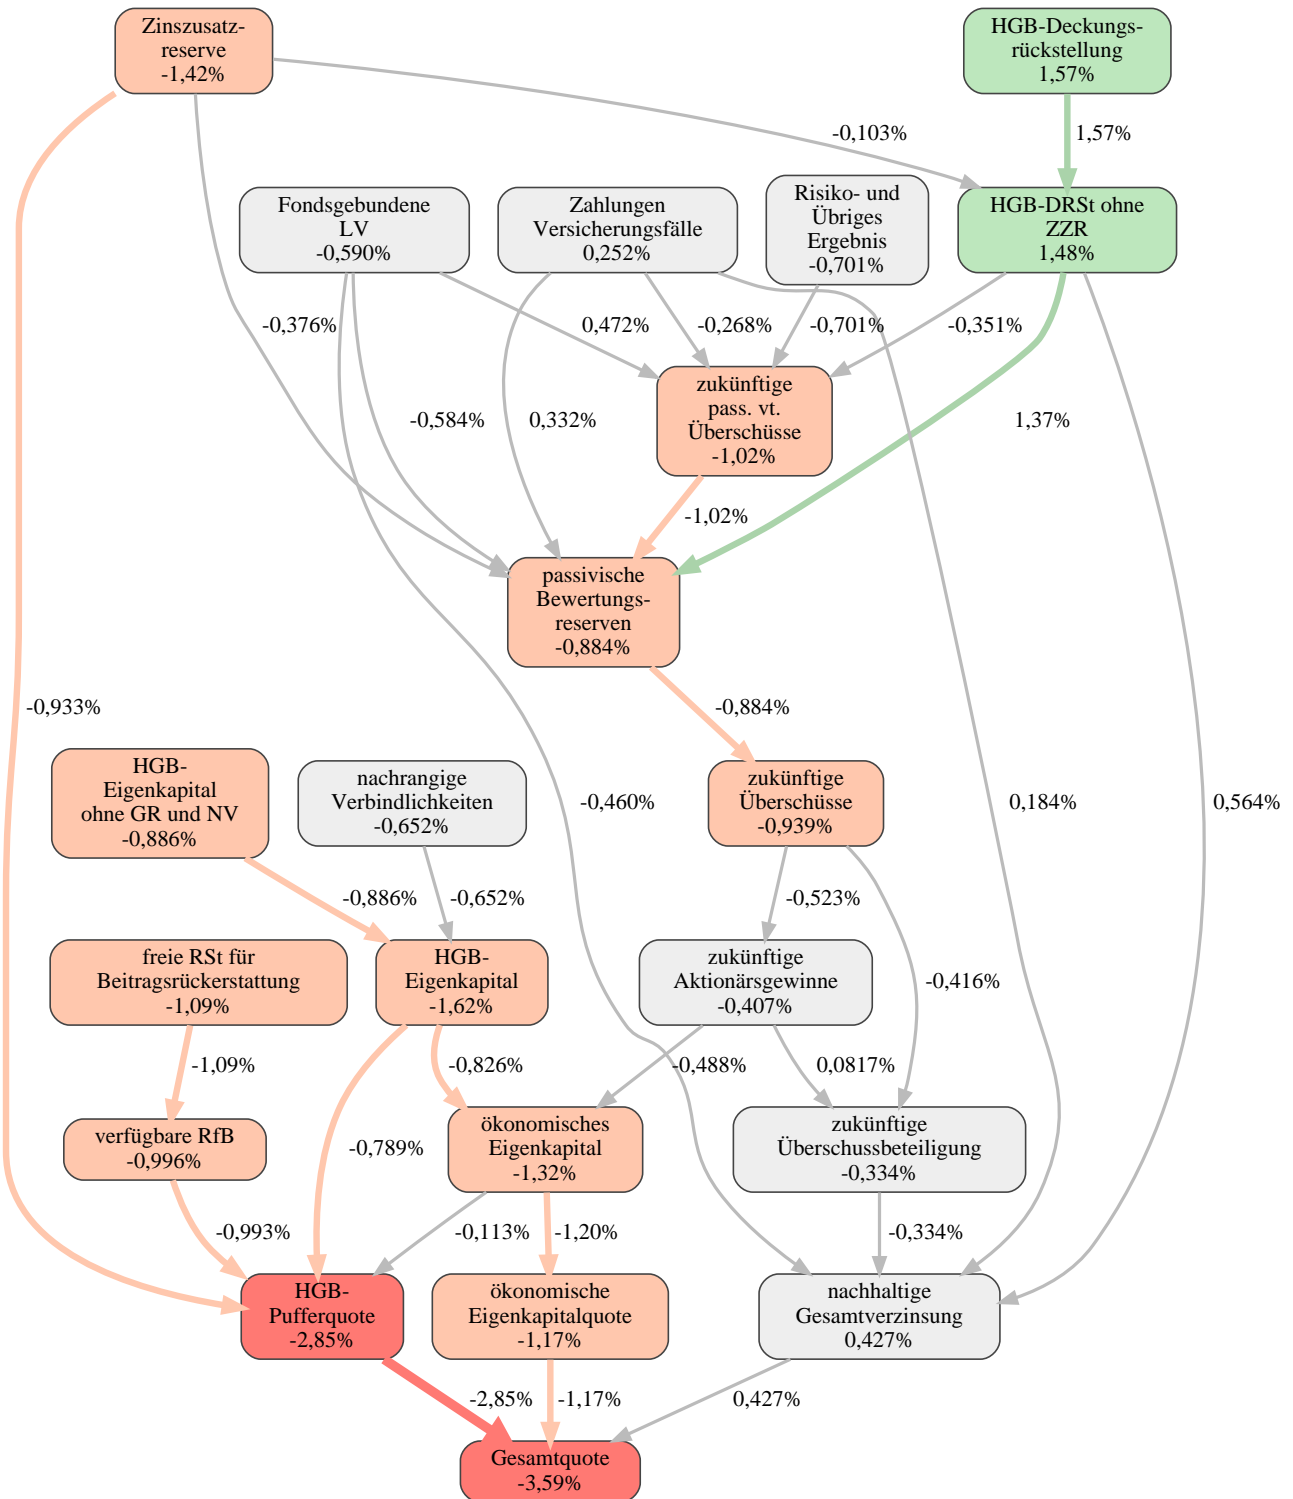 Zinszusatz-
reserve
-1,42%
HGB-Deckungs-
rückstellung
1,57%
-0,103%
1,57%
Fondsgebundene
LV
-0,590%
Zahlungen
Versicherungsfälle
0,252%
Risiko- und
Übriges
Ergebnis
-0,701%
HGB-DRSt ohne
ZZR
1,48%
-0,376%
0,472%
-0,268%
-0,701%
-0,351%
zukünftige
pass. vt.
Überschüsse
-1,02%
-0,584%
0,332%
1,37%
-1,02%
passivische
Bewertungs-
reserven
-0,884%
-0,933%
-0,884%
HGB-
Eigenkapital
ohne GR und NV
-0,886%
nachrangige
Verbindlichkeiten
-0,652%
-0,460%
zukünftige
Überschüsse
-0,939%
0,184%
0,564%
-0,886%
-0,652%
-0,523%
freie RSt für
Beitragsrückerstattung
-1,09%
HGB-
Eigenkapital
-1,62%
zukünftige
Aktionärsgewinne
-0,407%
-0,416%
-1,09%
-0,826%
-0,488%
0,0817%
verfügbare RfB
-0,996%
-0,789%
ökonomisches
Eigenkapital
-1,32%
zukünftige
Überschussbeteiligung
-0,334%
-0,993%
-0,113%
-1,20%
-0,334%
HGB-
Pufferquote
-2,85%
ökonomische
Eigenkapitalquote
-1,17%
nachhaltige
Gesamtverzinsung
0,427%
-2,85%
-1,17%
0,427%
Gesamtquote
-3,59%